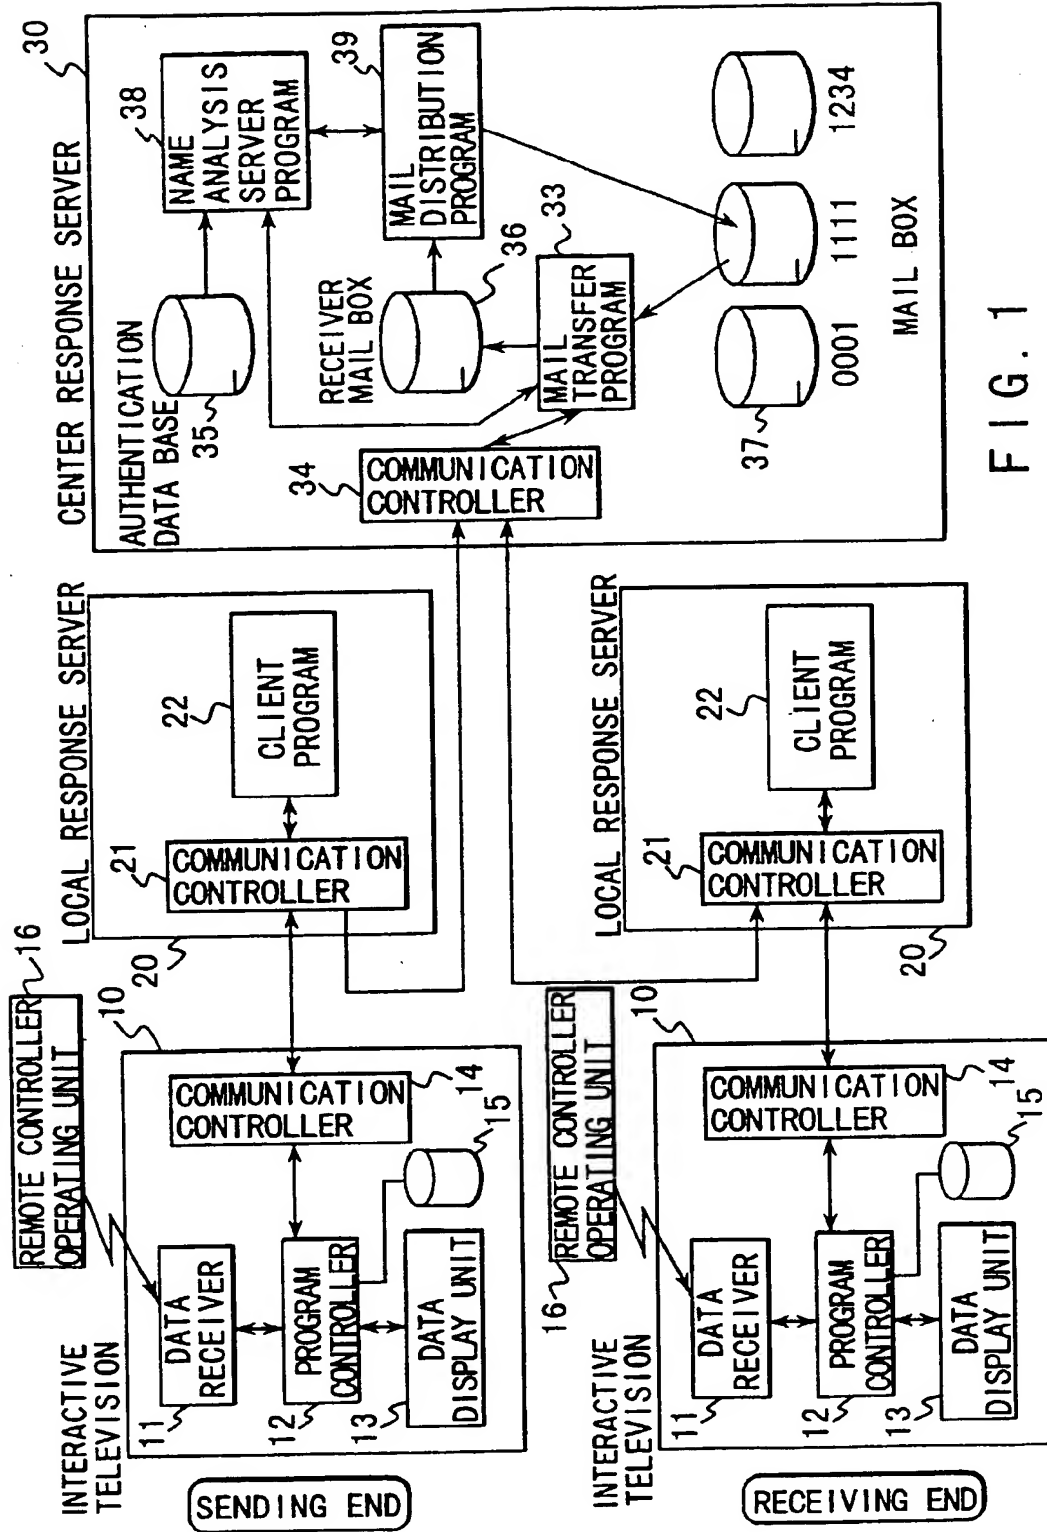 30
CENTER RESPONSE SERVER
AUTHENTICATION
DATA BASE
35
38
NAME
ANALYSIS
SERVER
PROGRAM
39
MAIL
DISTRIBUTION
PROGRAM
RECEIVER
MAIL BOX
36
33
MAIL
TRANSFER
PROGRAM
34
COMMUNICATION
CONTROLLER
37
0001
1111
1234
MAIL BOX
LOCAL RESPONSE SERVER
20
21
COMMUNICATION
CONTROLLER
22
CLIENT
PROGRAM
LOCAL RESPONSE SERVER
20
21
COMMUNICATION
CONTROLLER
22
CLIENT
PROGRAM
REMOTE CONTROLLER
OPERATING UNIT
16
INTERACTIVE
TELEVISION
10
11
DATA
RECEIVER
12
PROGRAM
CONTROLLER
13
DATA
DISPLAY UNIT
COMMUNICATION
CONTROLLER
14
15
SENDING END
16
REMOTE CONTROLLER
OPERATING UNIT
INTERACTIVE
TELEVISION
10
11
DATA
RECEIVER
12
PROGRAM
CONTROLLER
13
DATA
DISPLAY UNIT
COMMUNICATION
CONTROLLER
14
15
RECEIVING END
FIG. 1